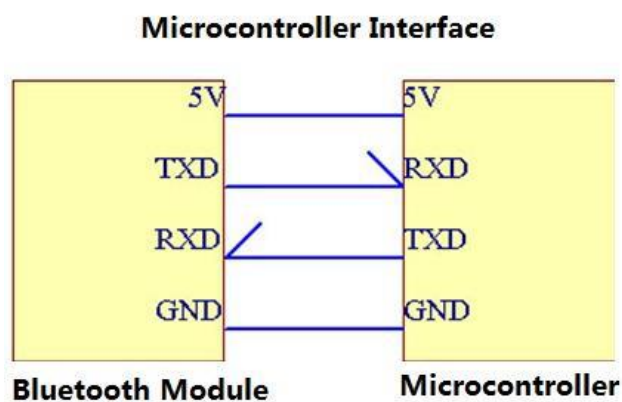 Microcontroller Interface
5V 5V
TXD RXD
RXD TXD
GND GND
Bluetooth Module Microcontroller